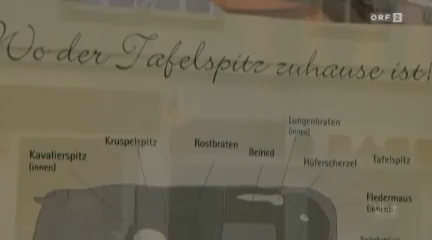 ORF 2
Wo der Tafelspitz zuhause ist!
Lungenbraten
(innen)
Kruspelspitz
Rostbraten
Beiried
Kavalierspitz
(innen)
Hüferscherzel
Tafelspitz
Fledermaus
(innen)